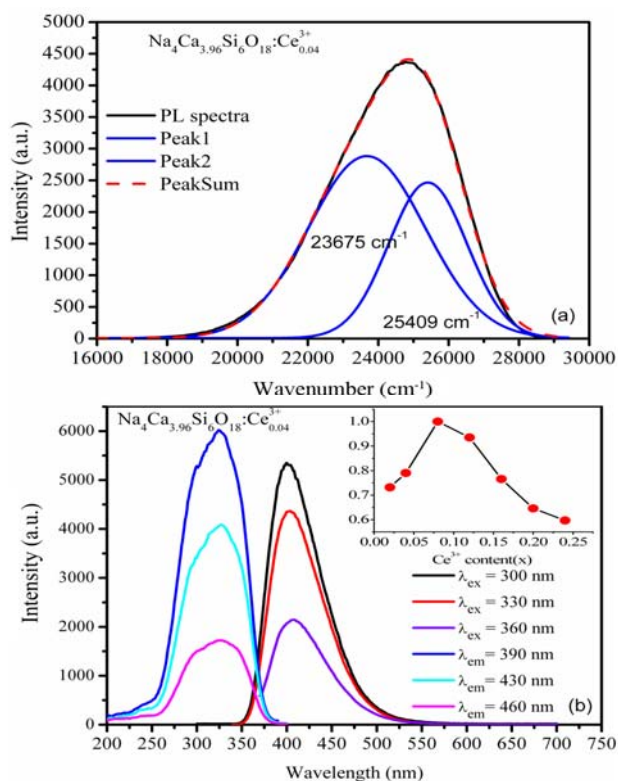 Na4Ca3.96Si6O18:Ce3+0.04
PL spectra
Peak1
Peak2
PeakSum
23675 cm-1
25409 cm-1
(a)
Intensity (a.u.)
5000
4500
4000
3500
3000
2500
2000
1500
1000
500
0
16000 18000 20000 22000 24000 26000 28000 30000
Wavenumber (cm-1)
Na4Ca3.96Si6O18:Ce3+0.04
Intensity (a.u.)
6000
5000
4000
3000
2000
1000
0
1.0
0.9
0.8
0.7
0.6
0.00 0.05 0.10 0.15 0.20 0.25
Ce3+ content(x)
λex = 300 nm
λex = 330 nm
λex = 360 nm
λem = 390 nm
λem = 430 nm
λem = 460 nm
(b)
200 250 300 350 400 450 500 550 600 650 700 750
Wavelength (nm)